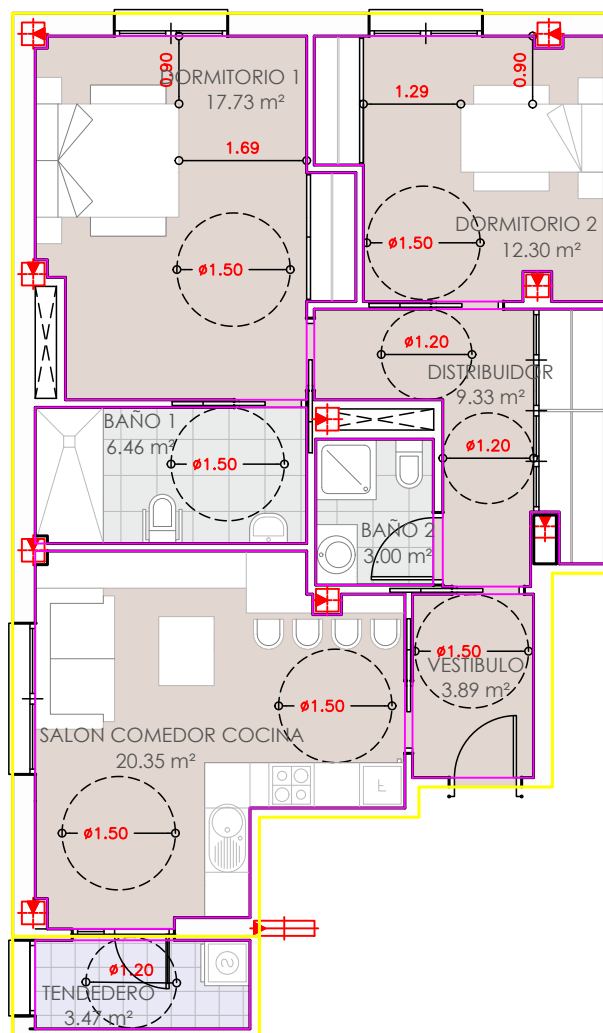 0.90
DORMITORIO 1
17.73 m²
1.69
ø1.50
0.90
1.29
DORMITORIO 2
12.30 m²
ø1.50
ø1.20
DISTRIBUIDOR
9.33 m²
ø1.20
BAÑO 1
6.46 m²
ø1.50
BAÑO 2
3.00 m²
ø1.50
VESTIBULO
3.89 m²
ø1.50
SALON COMEDOR COCINA
20.35 m²
F
ø1.50
ø1.20
TENDEDERO
3.47 m²
S